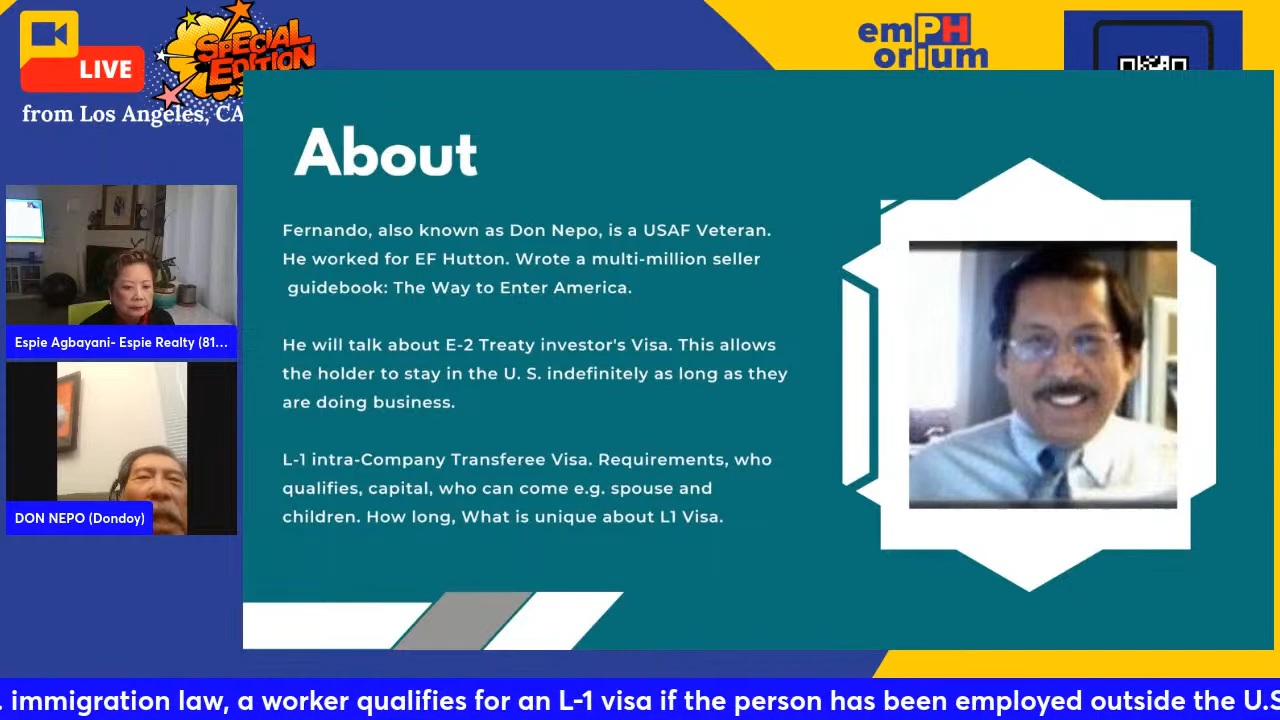 LIVE
SPECIAL
EDITION
from Los Angeles, CA
emPH
orium
About
Fernando, also known as Don Nepo, is a USAF Veteran.
He worked for EF Hutton. Wrote a multi-million seller
guidebook: The Way to Enter America.
He will talk about E-2 Treaty investor's Visa. This allows
the holder to stay in the U. S. indefinitely as long as they
are doing business.
L-1 intra-Company Transferee Visa. Requirements, who
qualifies, capital, who can come e.g. spouse and
children. How long, What is unique about L1 Visa.
Espie Agbayani- Espie Realty (81...
DON NEPO (Dondoy)
. immigration law, a worker qualifies for an L-1 visa if the person has been employed outside the U.S